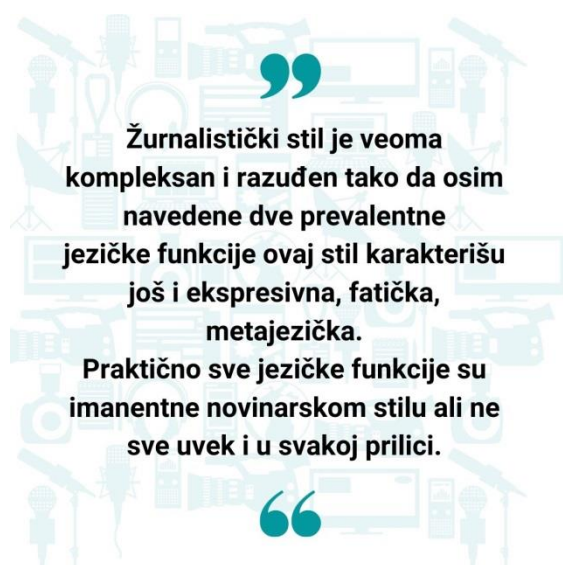 ”
Žurnalistički stil je veoma
kompleksan i razuđen tako da osim
navedene dve prevalentne
jezičke funkcije ovaj stil karakterišu
još i ekspresivna, fatička,
metajezička.
Praktično sve jezičke funkcije su
imanentne novinarskom stilu ali ne
sve uvek i u svakoj prilici.
“